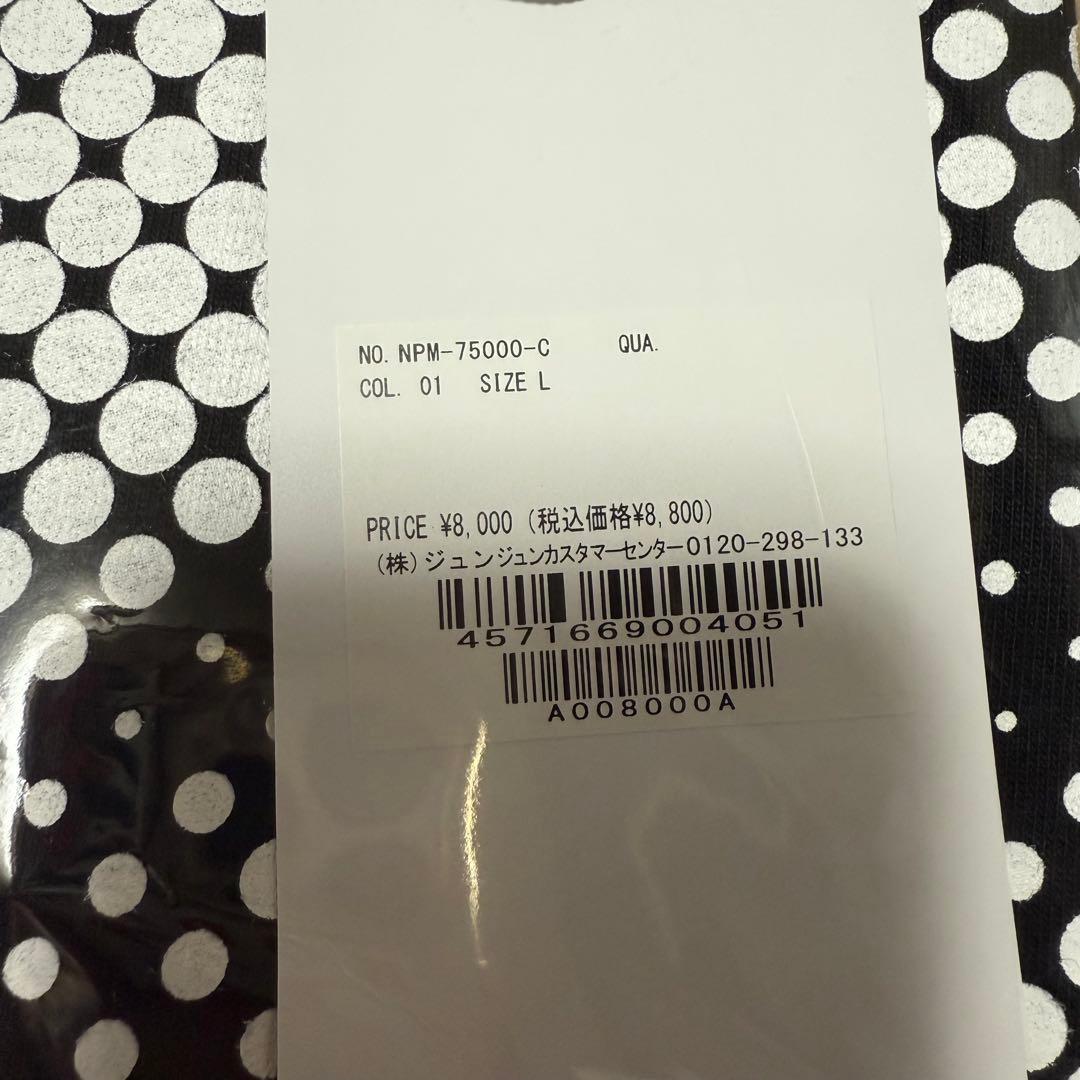 NO. NPM-75000-C QUA.
COL. 01 SIZE L
PRICE ¥8,000 (税込価格¥8,800)
(株)ジュンジュンカスタマーセンター0120-298-133
4571669004051
A008000A